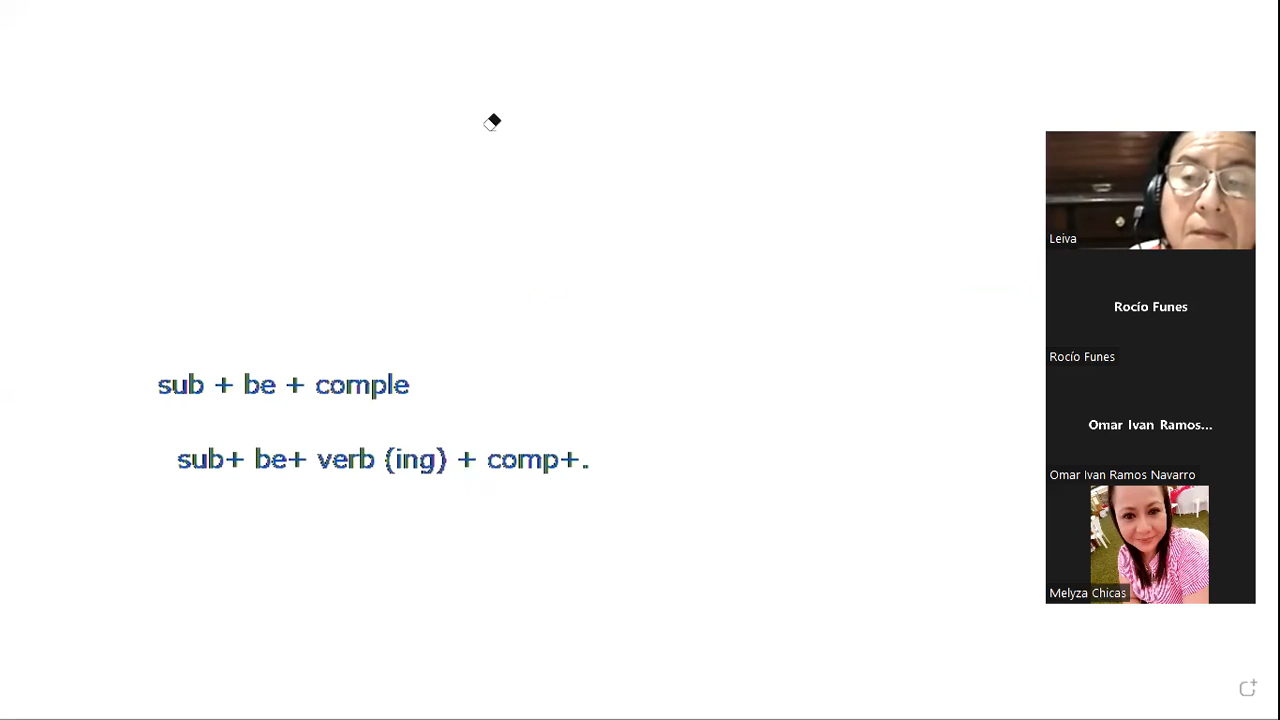 sub + be + comple
sub+ be+ verb (ing) + comp+.
Leiva
Rocío Funes
Rocío Funes
Omar Ivan Ramos...
Omar Ivan Ramos Navarro
Melyza Chicas